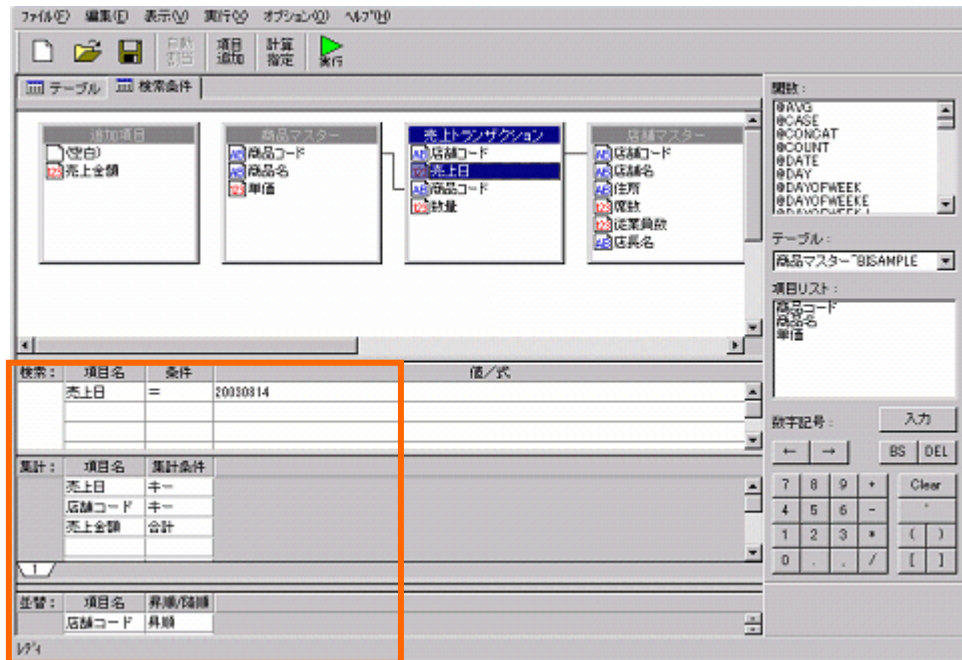 ファイル(F) 編集(E) 表示(V) 実行(X) オプション(O) ヘルプ(H)
自動割当 項目追加 計算指定 実行
テーブル 検索条件
追加項目
(空白)
売上金額
商品マスター
商品コード
商品名
単価
売上トランザクション
店舗コード
売上日
商品コード
数量
店舗マスター
店舗コード
店舗名
住所
席数
従業員数
店長名
検索: 項目名 条件 値/式
売上日 = 20030814
集計: 項目名 集計条件
売上日 キー
店舗コード キー
売上金額 合計
1
並替: 項目名 昇順/降順
店舗コード 昇順
レディ
関数:
@AVG
@CASE
@CONCAT
@COUNT
@DATE
@DAY
@DAYOFWEEK
@DAYOFWEEKE
テーブル:
商品マスター~BISAMPLE
項目リスト:
商品コード
商品名
単価
数字記号: 入力
← → BS DEL
7 8 9 + Clear
4 5 6 - '
1 2 3 * ( )
0 . , / [ ]